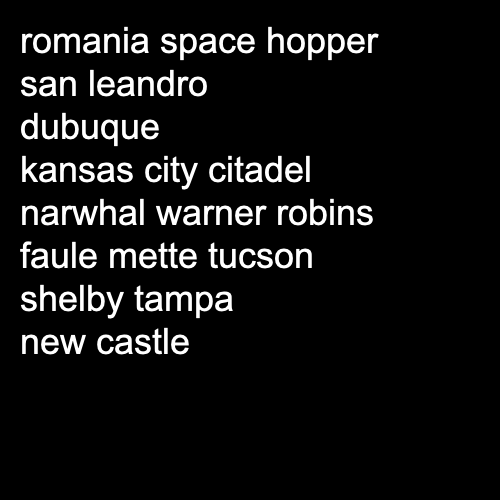 romania space hopper
san leandro
dubuque
kansas city citadel
narwhal warner robins
faule mette tucson
shelby tampa
new castle